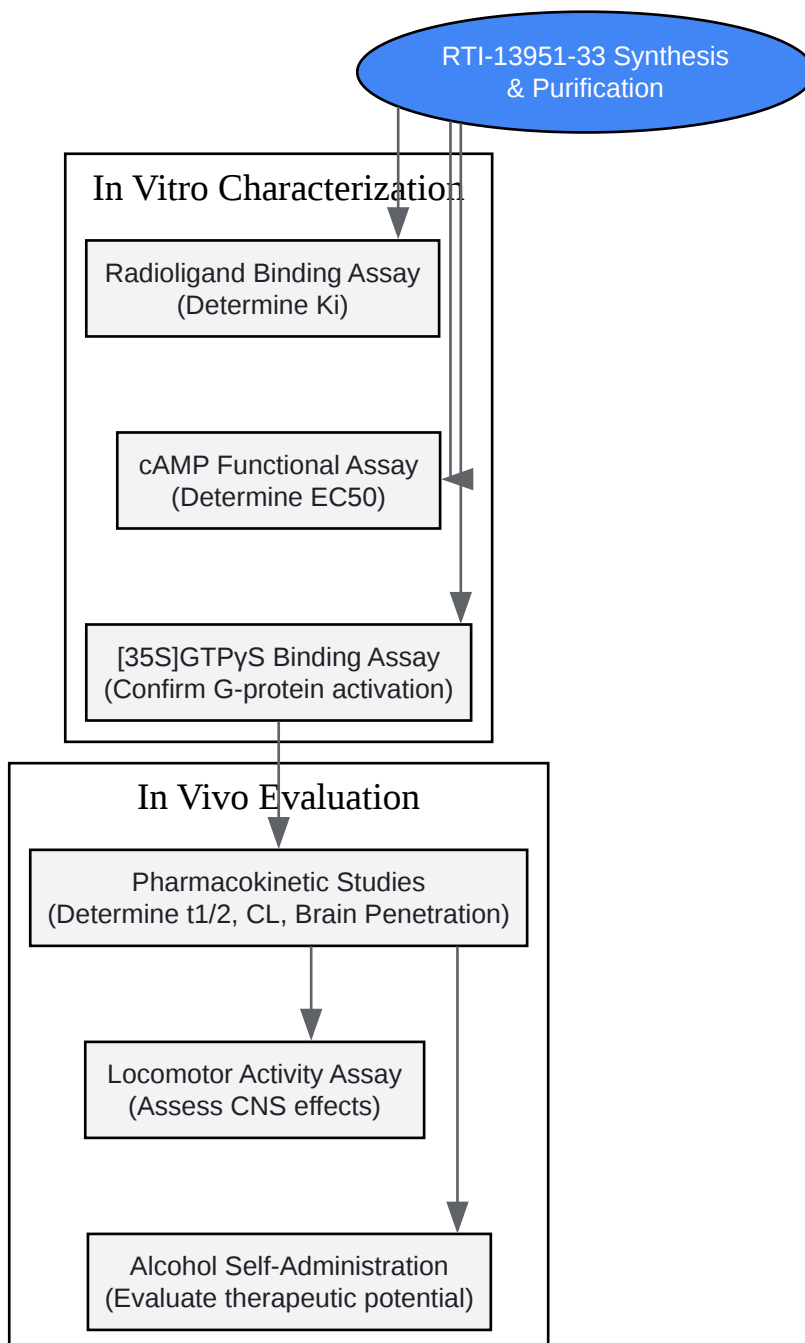 RTI-13951-33 Synthesis
& Purification
In Vitro Characterization
Radioligand Binding Assay
(Determine Ki)
cAMP Functional Assay
(Determine EC50)
[35S]GTPγS Binding Assay
(Confirm G-protein activation)
In Vivo Evaluation
Pharmacokinetic Studies
(Determine t1/2, CL, Brain Penetration)
Locomotor Activity Assay
(Assess CNS effects)
Alcohol Self-Administration
(Evaluate therapeutic potential)